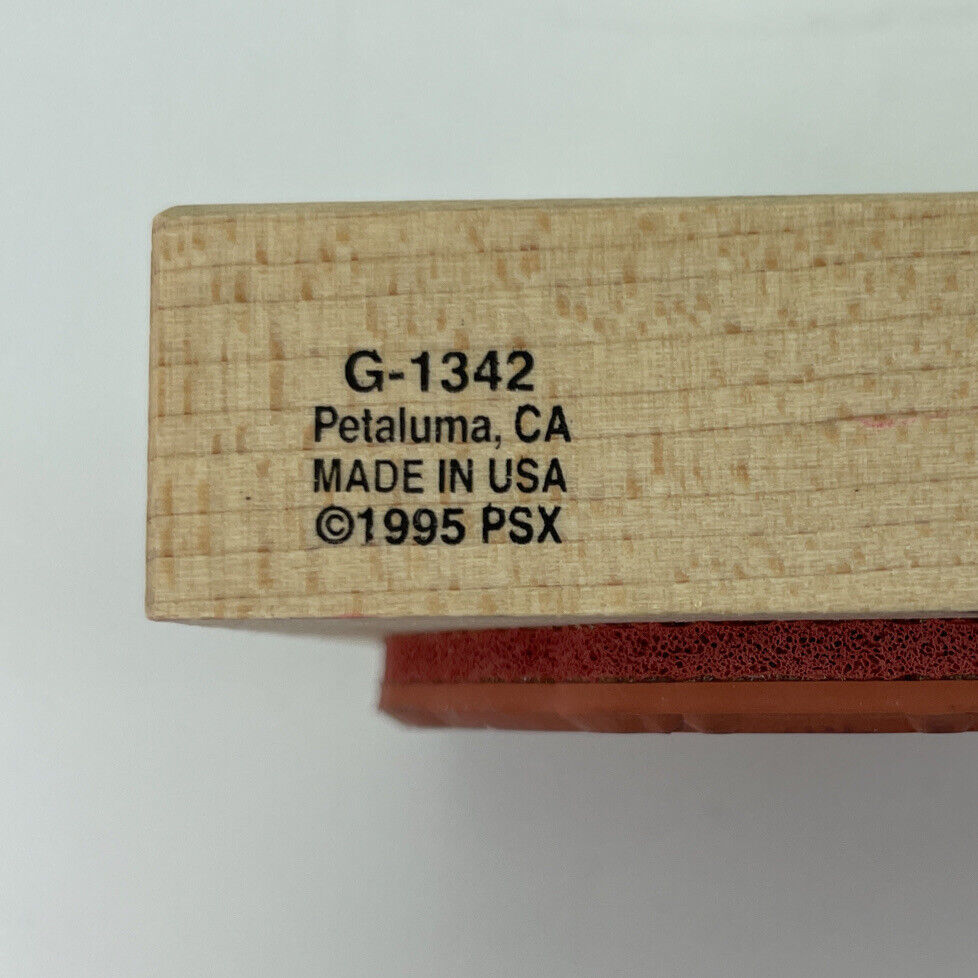 G-1342
Petaluma, CA
MADE IN USA
©1995 PSX